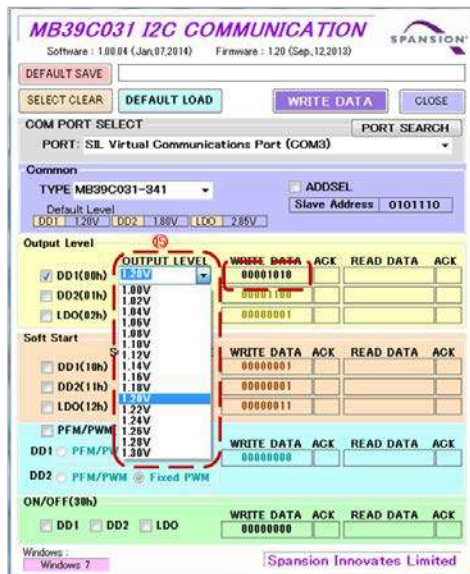 MB39C031 I2C COMMUNICATION
SPANSION
Software : 1.00.04 (Jan,07,2014) Firmware : 1.20 (Sep,12,2013)
DEFAULT SAVE
SELECT CLEAR DEFAULT LOAD WRITE DATA CLOSE
COM PORT SELECT PORT SEARCH
PORT: SIL Virtual Communications Port (COM3)
Common
TYPE MB39C031-341 ADDSEL
Default Level Slave Address 0101110
DD1 1.20V DD2 1.80V LDO 2.85V
Output Level ⑮
OUTPUT LEVEL WRITE DATA ACK READ DATA ACK
DD1(00h) 1.20V 00001010
1.00V
DD2(01h) 1.02V 00001100
1.04V
LDO(02h) 1.06V 00000001
1.08V
Soft Start 1.10V
S 1.12V WRITE DATA ACK READ DATA ACK
DD1(10h) 1.14V 00000001
1.16V
DD2(11h) 1.18V 00000001
1.20V
LDO(12h) 1.22V 00000011
1.24V
PFM/PWM 1.26V
1.28V WRITE DATA ACK READ DATA ACK
DD1 PFM/PW 1.30V 00000000
DD2 PFM/PWM Fixed PWM
ON/OFF(30h)
WRITE DATA ACK READ DATA ACK
DD1 DD2 LDO 00000000
Windows :
Windows 7 Spansion Innovates Limited